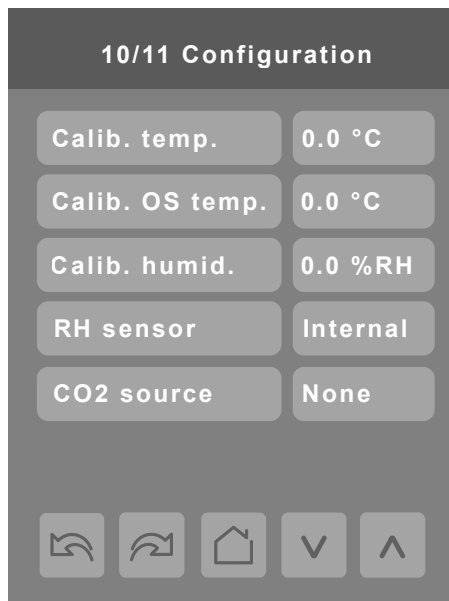 10/11 Configuration
Calib. temp. 0.0 °C
Calib. OS temp. 0.0 °C
Calib. humid. 0.0 %RH
RH sensor Internal
CO2 source None